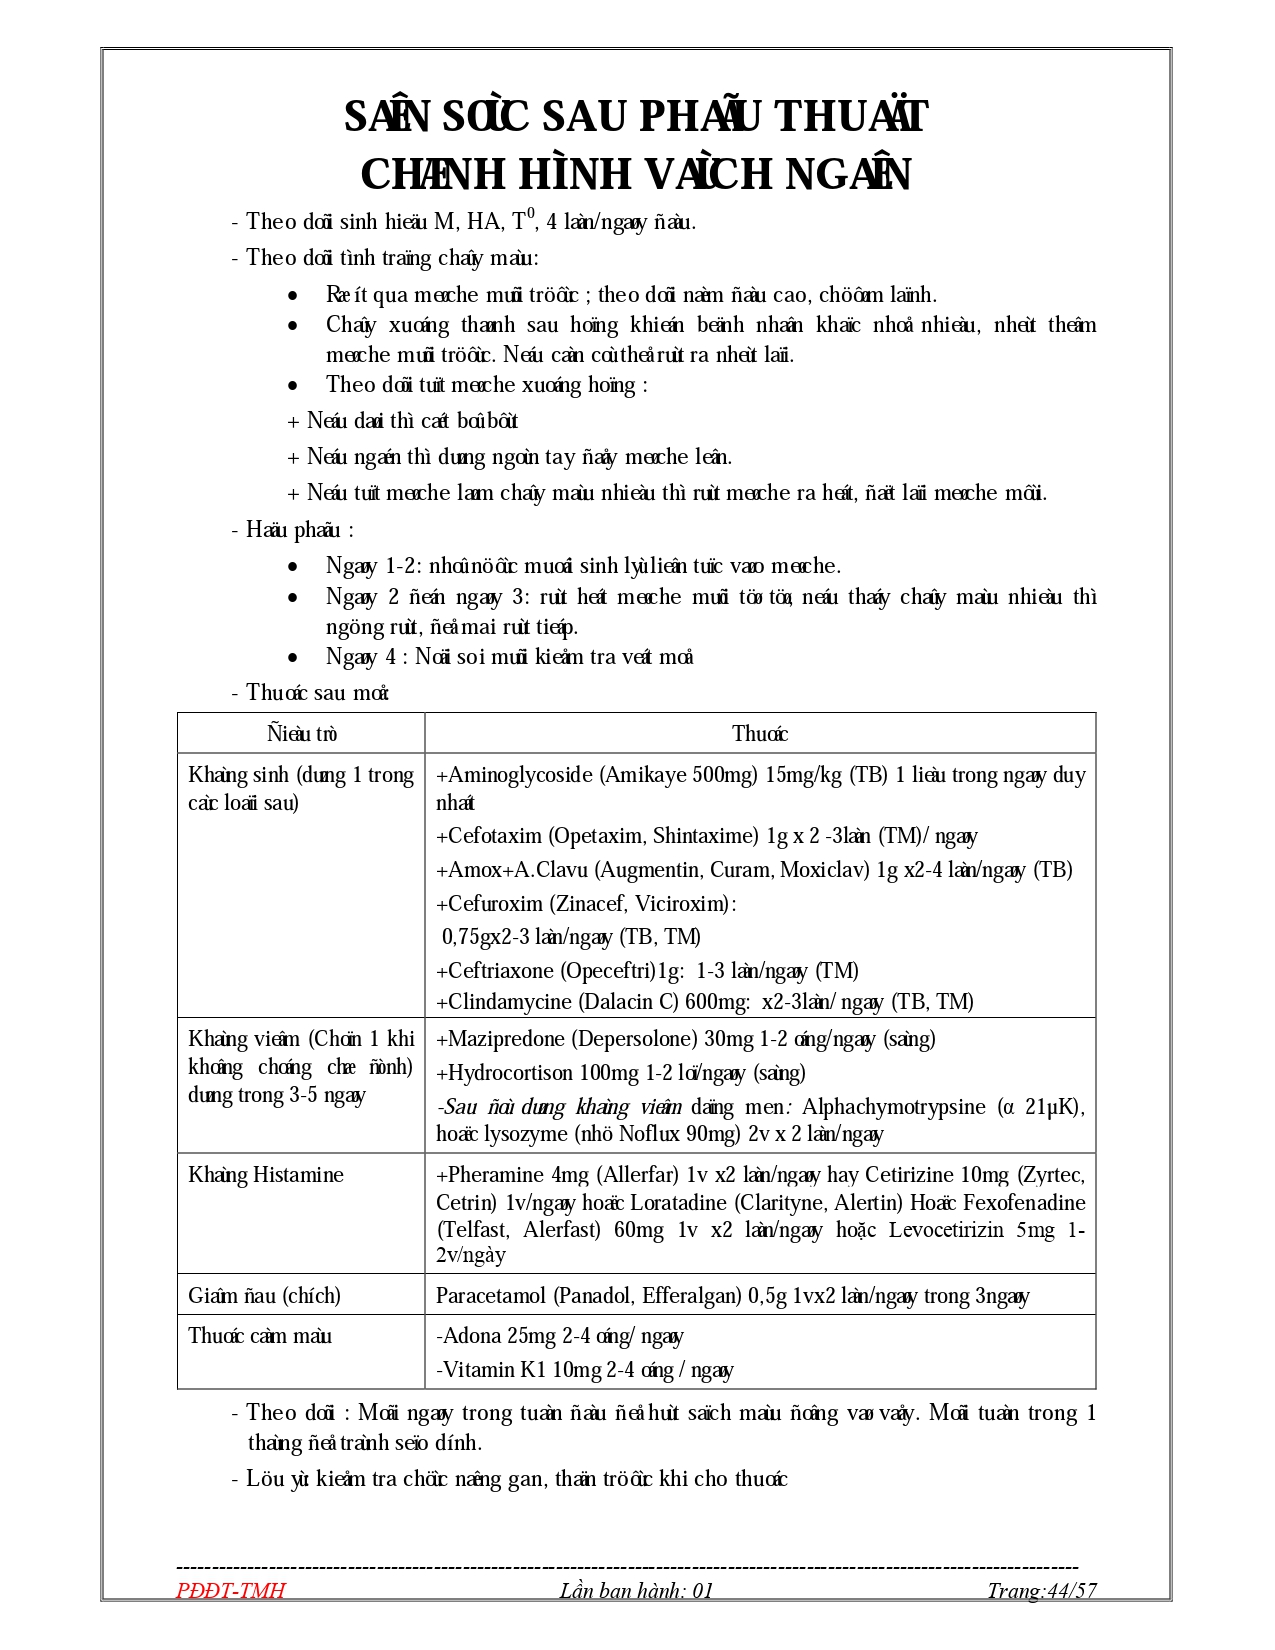 SAÊN SOÙC SAU PHAÃU THUAÄT
CHÆNH HÌNH VAÙCH NGAÊN
- Theo doõi sinh hieäu M, HA, T⁰, 4 laàn/ngaøy ñaàu.
- Theo doõi tình traïng chaûy maùu:
• Ræ ít qua meøche muõi tröôùc ; theo doõi naèm ñaàu cao, chöôøm laïnh.
• Chaûy xuoáng thaønh sau hoïng khieán beänh nhaân khaïc nhoå nhieàu, nheùt theâm
meøche muõi tröôùc. Neáu caàn coù theå ruùt ra nheùt laïi.
• Theo doõi tuït meøche xuoáng hoïng :
+ Neáu daøi thì caét boû bôùt
+ Neáu ngaén thì duøng ngoùn tay ñaåy meøche leân.
+ Neáu tuït meøche laøm chaûy maùu nhieàu thì ruùt meøche ra heát, ñaët laïi meøche môùi.
- Haäu phaãu :
• Ngaøy 1-2: nhoû nöôùc muoái sinh lyù lieân tuïc vaøo meøche.
• Ngaøy 2 ñeán ngaøy 3: ruùt heát meøche muõi töø töø, neáu thaáy chaûy maùu nhieàu thì
ngöng ruùt, ñeå mai ruùt tieáp.
• Ngaøy 4 : Noäi soi muõi kieåm tra veát moå
- Thuoác sau moå:
Ñieàu trò
Thuoác
Khaùng sinh (duøng 1 trong
caùc loaïi sau)
+Aminoglycoside (Amikaye 500mg) 15mg/kg (TB) 1 lieàu trong ngaøy duy
nhaát
+Cefotaxim (Opetaxim, Shintaxime) 1g x 2 -3laàn (TM)/ ngaøy
+Amox+A.Clavu (Augmentin, Curam, Moxiclav) 1g x2-4 laàn/ngaøy (TB)
+Cefuroxim (Zinacef, Viciroxim):
0,75gx2-3 laàn/ngaøy (TB, TM)
+Ceftriaxone (Opeceftri)1g: 1-3 laàn/ngaøy (TM)
+Clindamycine (Dalacin C) 600mg: x2-3laàn/ ngaøy (TB, TM)
Khaùng vieâm (Choïn 1 khi
khoâng choáng chæ ñònh)
duøng trong 3-5 ngaøy
+Mazipredone (Depersolone) 30mg 1-2 oáng/ngaøy (saùng)
+Hydrocortison 100mg 1-2 loï/ngaøy (saùng)
-Sau ñoù duøng khaùng vieâm daïng men: Alphachymotrypsine (α 21µK),
hoaëc lysozyme (nhö Noflux 90mg) 2v x 2 laàn/ngaøy
Khaùng Histamine
+Pheramine 4mg (Allerfar) 1v x2 laàn/ngaøy hay Cetirizine 10mg (Zyrtec,
Cetrin) 1v/ngaøy hoaëc Loratadine (Clarityne, Alertin) Hoaëc Fexofenadine
(Telfast, Alerfast) 60mg 1v x2 laàn/ngaøy hoặc Levocetirizin 5mg 1-
2v/ngày
Giaûm ñau (chích)
Paracetamol (Panadol, Efferalgan) 0,5g 1vx2 laàn/ngaøy trong 3ngaøy
Thuoác caàm maùu
-Adona 25mg 2-4 oáng/ ngaøy
-Vitamin K1 10mg 2-4 oáng / ngaøy
- Theo doõi : Moãi ngaøy trong tuaàn ñaàu ñeå huùt saïch maùu ñoâng vaø vaåy. Moãi tuaàn trong 1
thaùng ñeå traùnh seïo dính.
- Löu yù: kieåm tra chöùc naêng gan, thaän tröôùc khi cho thuoác
PĐĐT-TMH Lần ban hành: 01 Trang:44/57